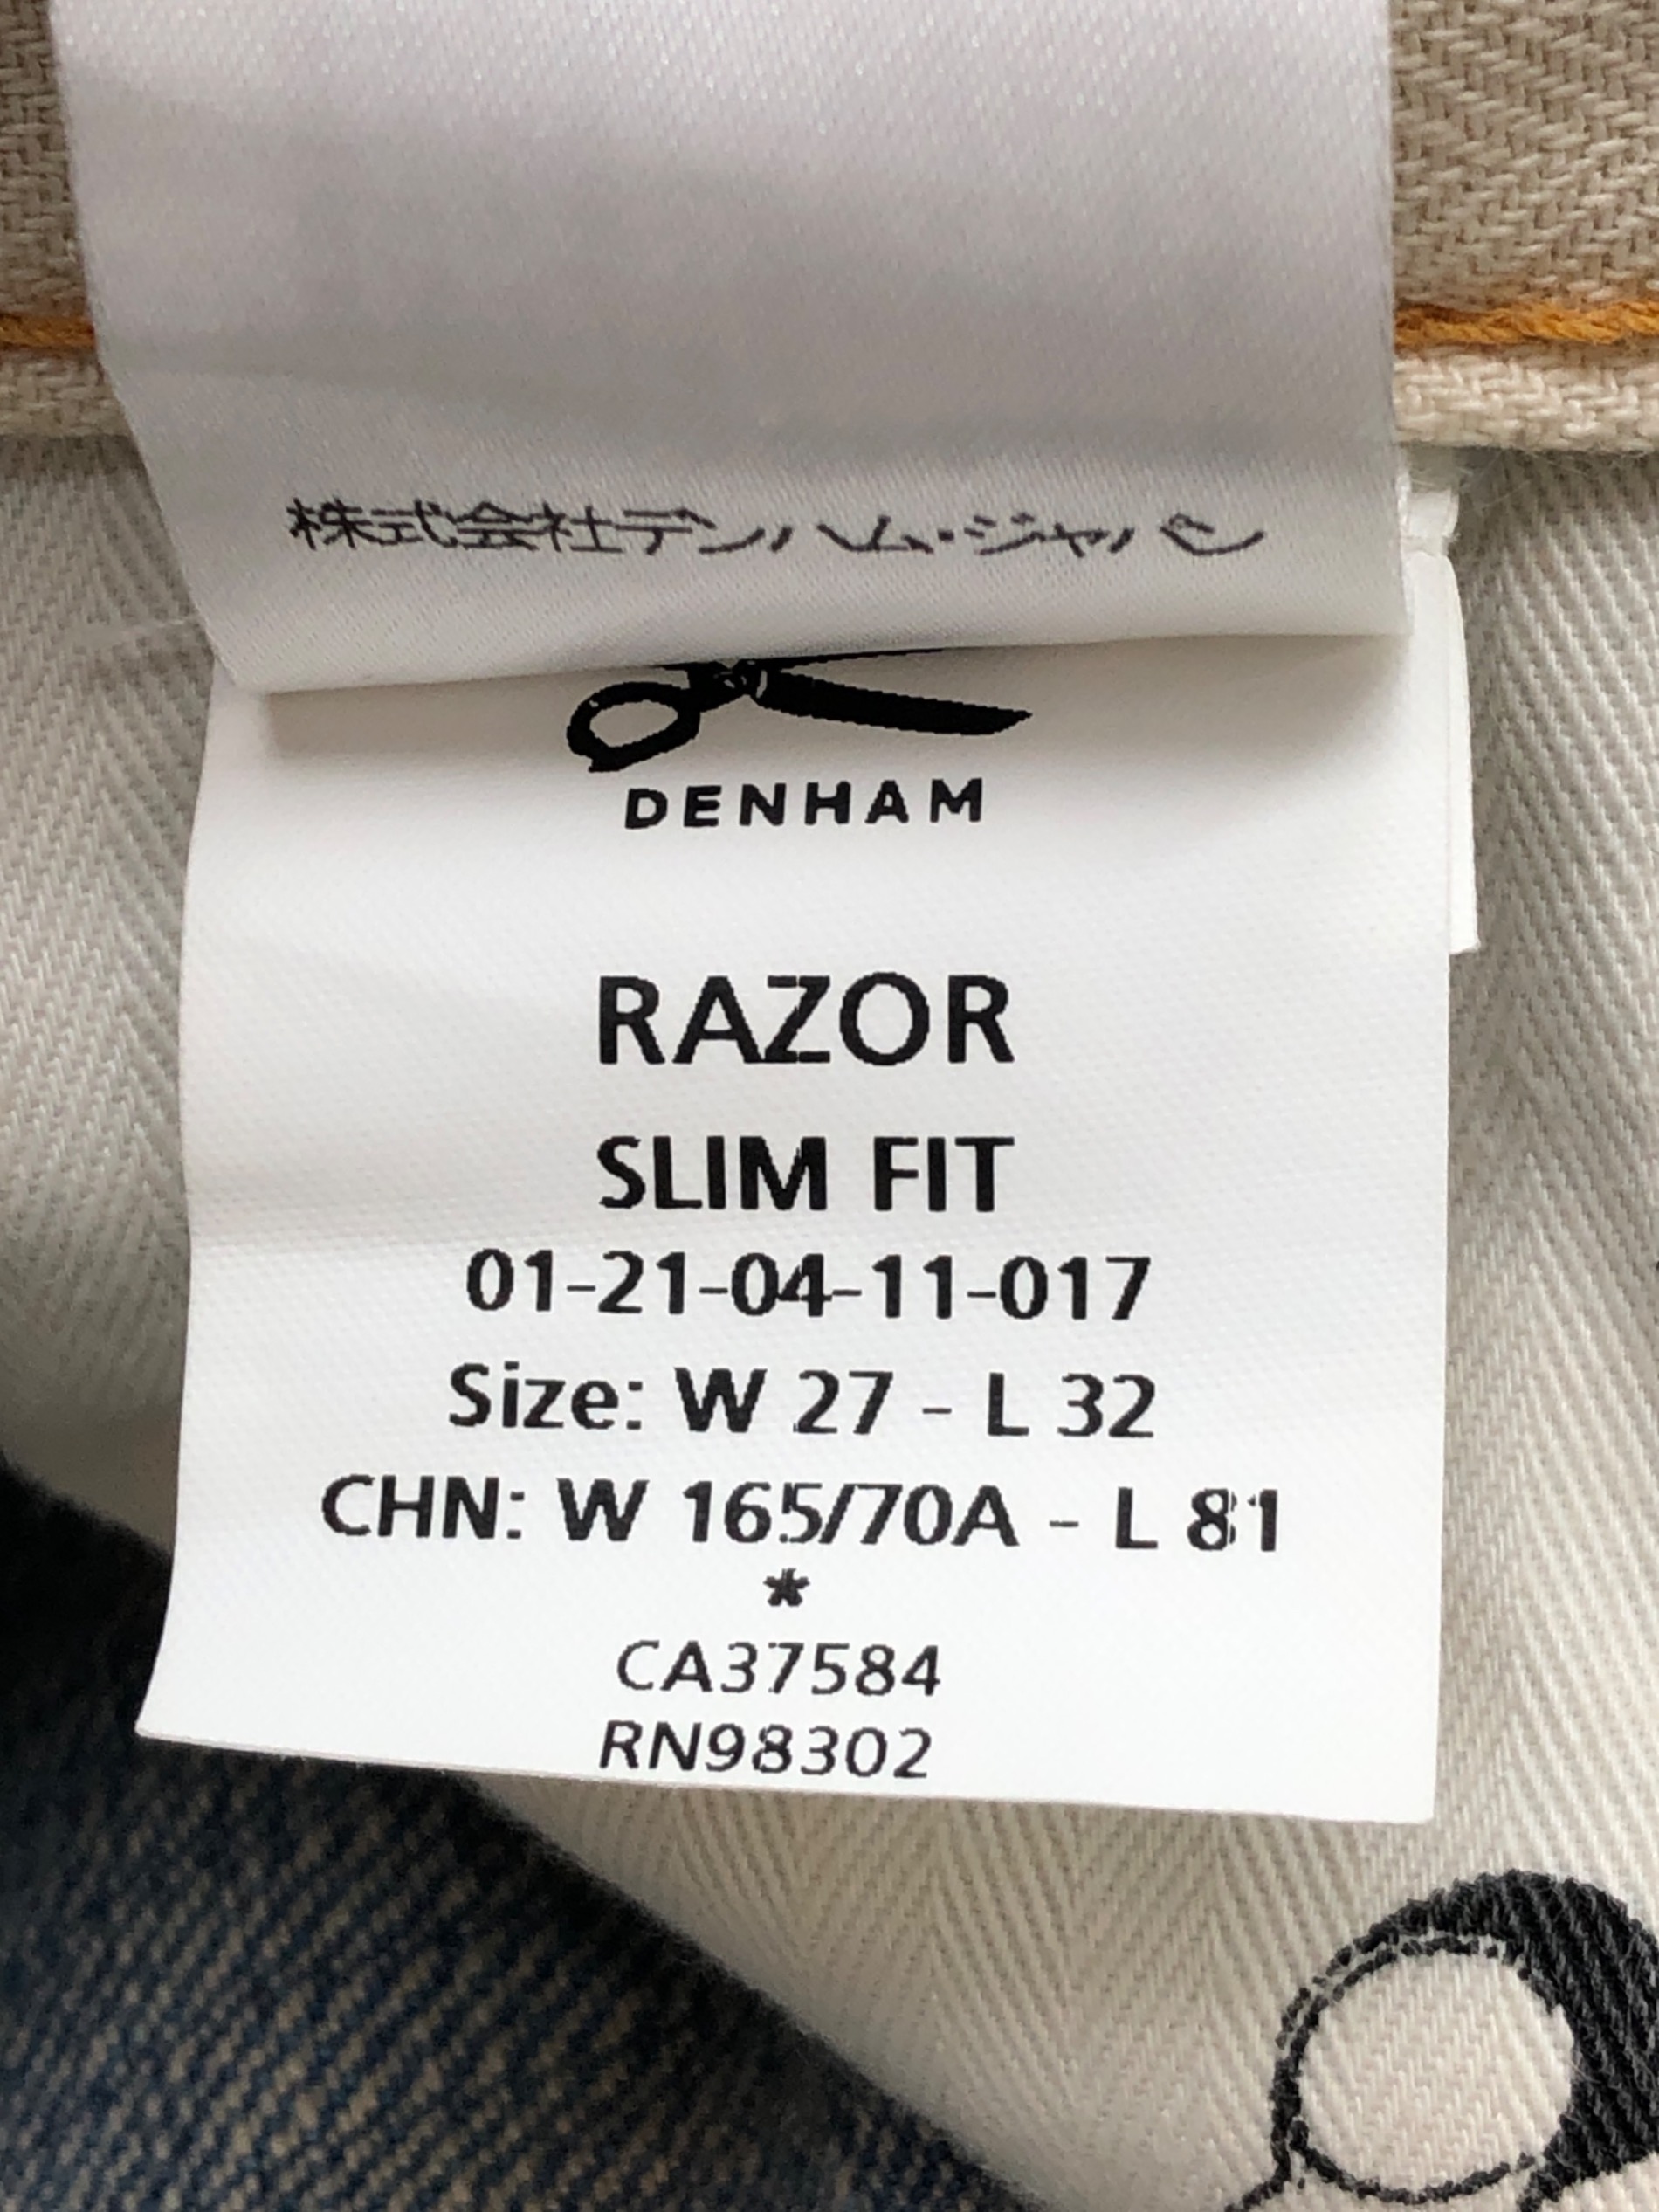 株式会社デンハム・ジャパン
DENHAM
RAZOR
SLIM FIT
01-21-04-11-017
Size: W 27 - L 32
CHN: W 165/70A - L 81
*
CA37584
RN98302